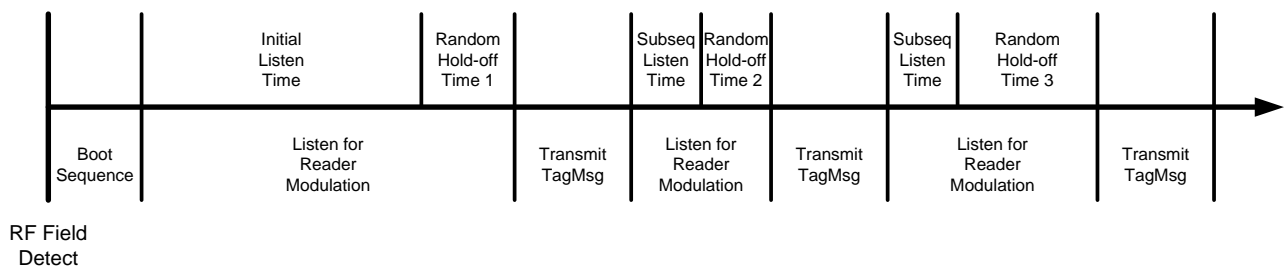 Initial
Listen
Time
Random
Hold-off
Time 1
Subseq
Listen
Time
Random
Hold-off
Time 2
Subseq
Listen
Time
Random
Hold-off
Time 3
Boot
Sequence
Listen for
Reader
Modulation
Transmit
TagMsg
Listen for
Reader
Modulation
Transmit
TagMsg
Listen for
Reader
Modulation
Transmit
TagMsg
RF Field
Detect